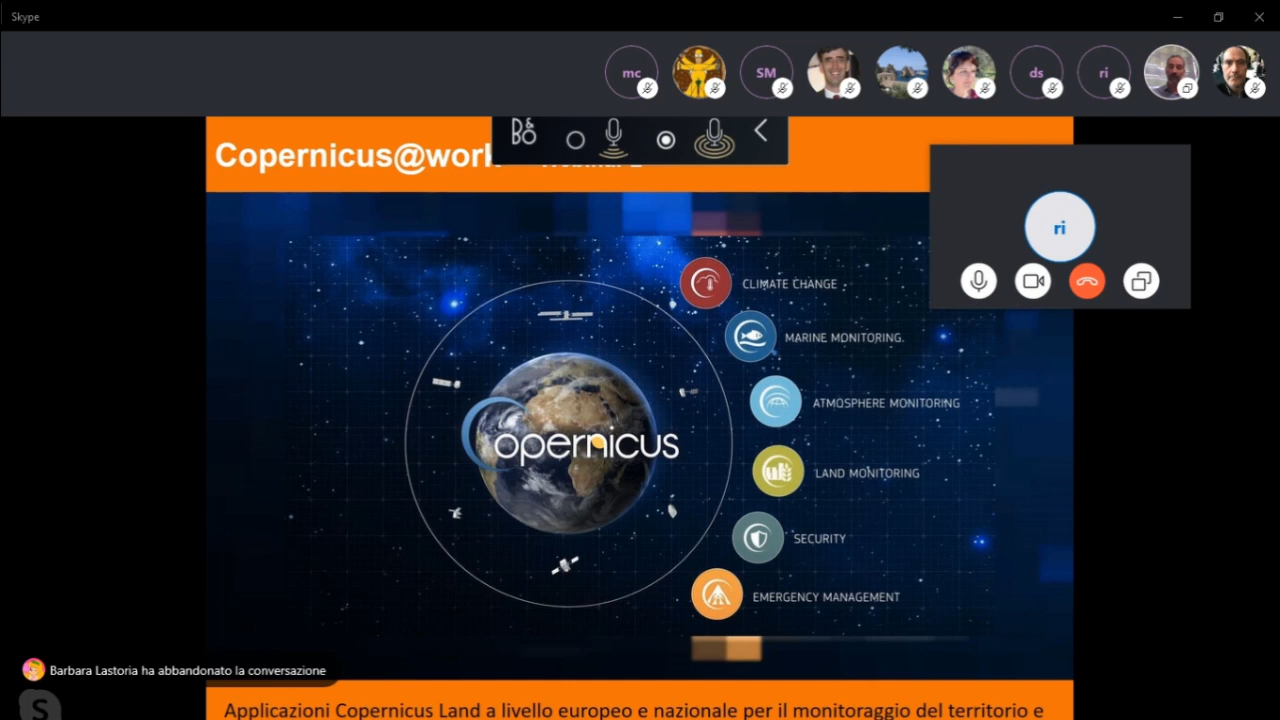 Skype
mc
SM
ds
ri
B&O
Copernicus@work
ri
CLIMATE CHANGE
MARINE MONITORING
ATMOSPHERE MONITORING
opernicus
LAND MONITORING
SECURITY
EMERGENCY MANAGEMENT
Barbara Lastoria ha abbandonato la conversazione
S
Applicazioni Copernicus Land a livello europeo e nazionale per il monitoraggio del territorio e